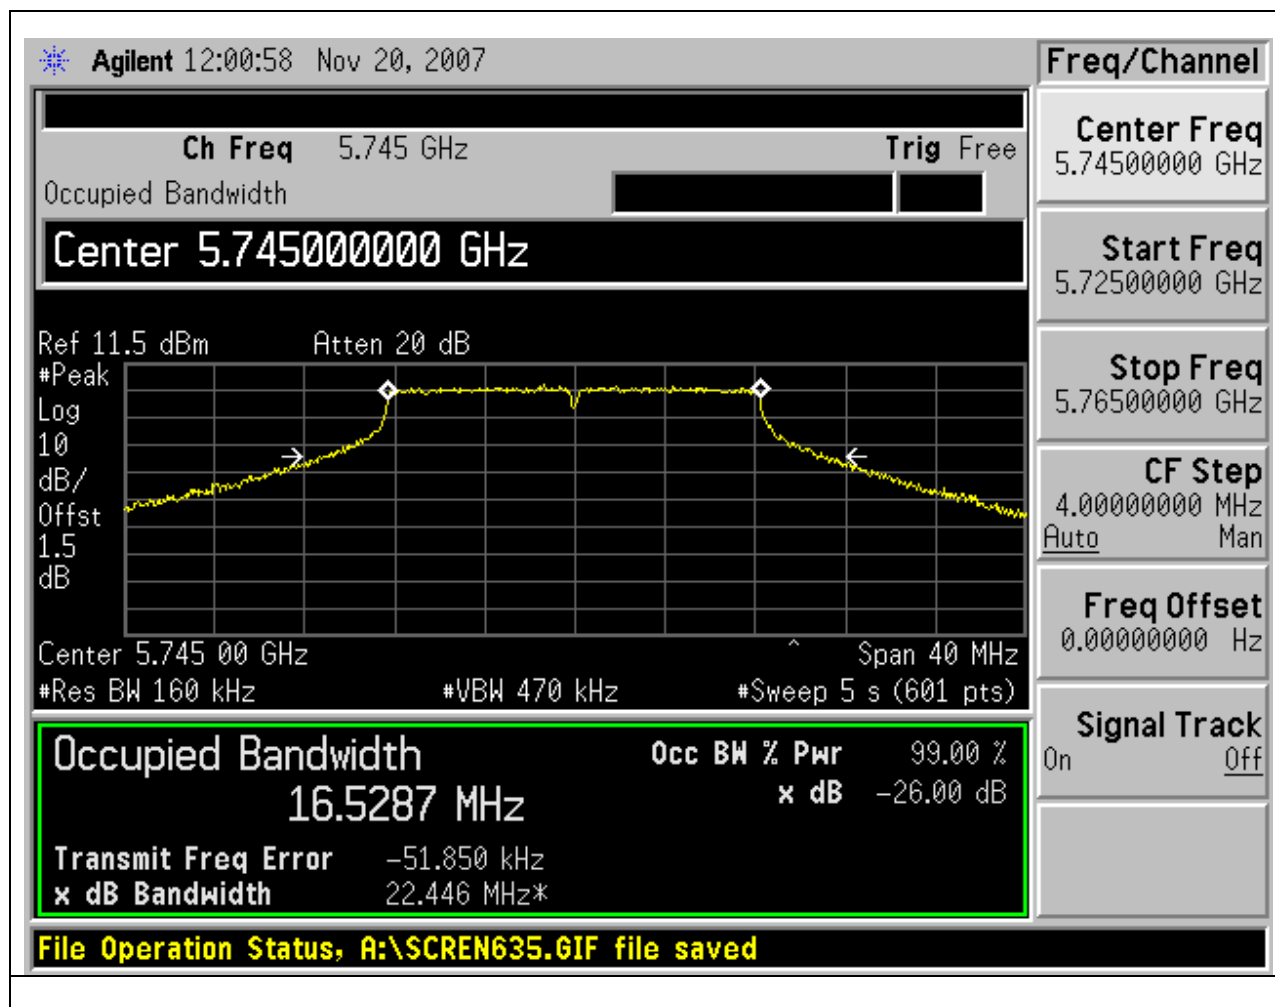 Agilent 12:00:58 Nov 20, 2007
Freq/Channel
Ch Freq 5.745 GHz
Trig Free
Occupied Bandwidth
Center 5.745000000 GHz
Ref 11.5 dBm
Atten 20 dB
#Peak
Log
10
dB/
Offst
1.5
dB
Center 5.745 00 GHz
^
Span 40 MHz
#Res BW 160 kHz
#VBW 470 kHz
#Sweep 5 s (601 pts)
Occupied Bandwidth
16.5287 MHz
Occ BW % Pwr 99.00 %
x dB -26.00 dB
Transmit Freq Error -51.850 kHz
x dB Bandwidth 22.446 MHz*
File Operation Status, A:\SCREN635.GIF file saved
Center Freq
5.74500000 GHz
Start Freq
5.72500000 GHz
Stop Freq
5.76500000 GHz
CF Step
4.00000000 MHz
Auto Man
Freq Offset
0.00000000 Hz
Signal Track
On Off